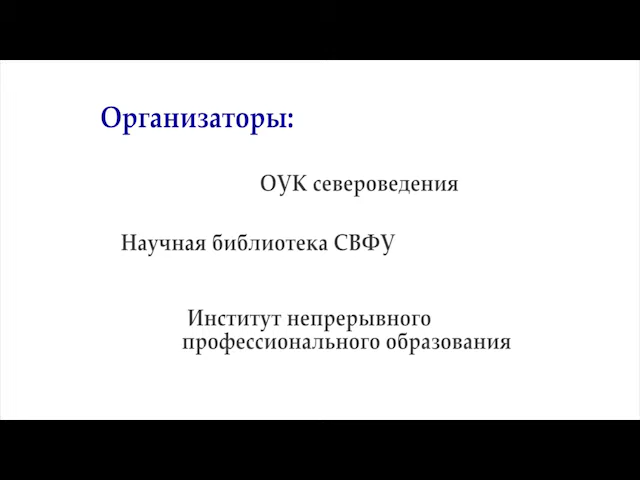 Организаторы:
ОУК североведения
Научная библиотека СВФУ
Институт непрерывного
профессионального образования